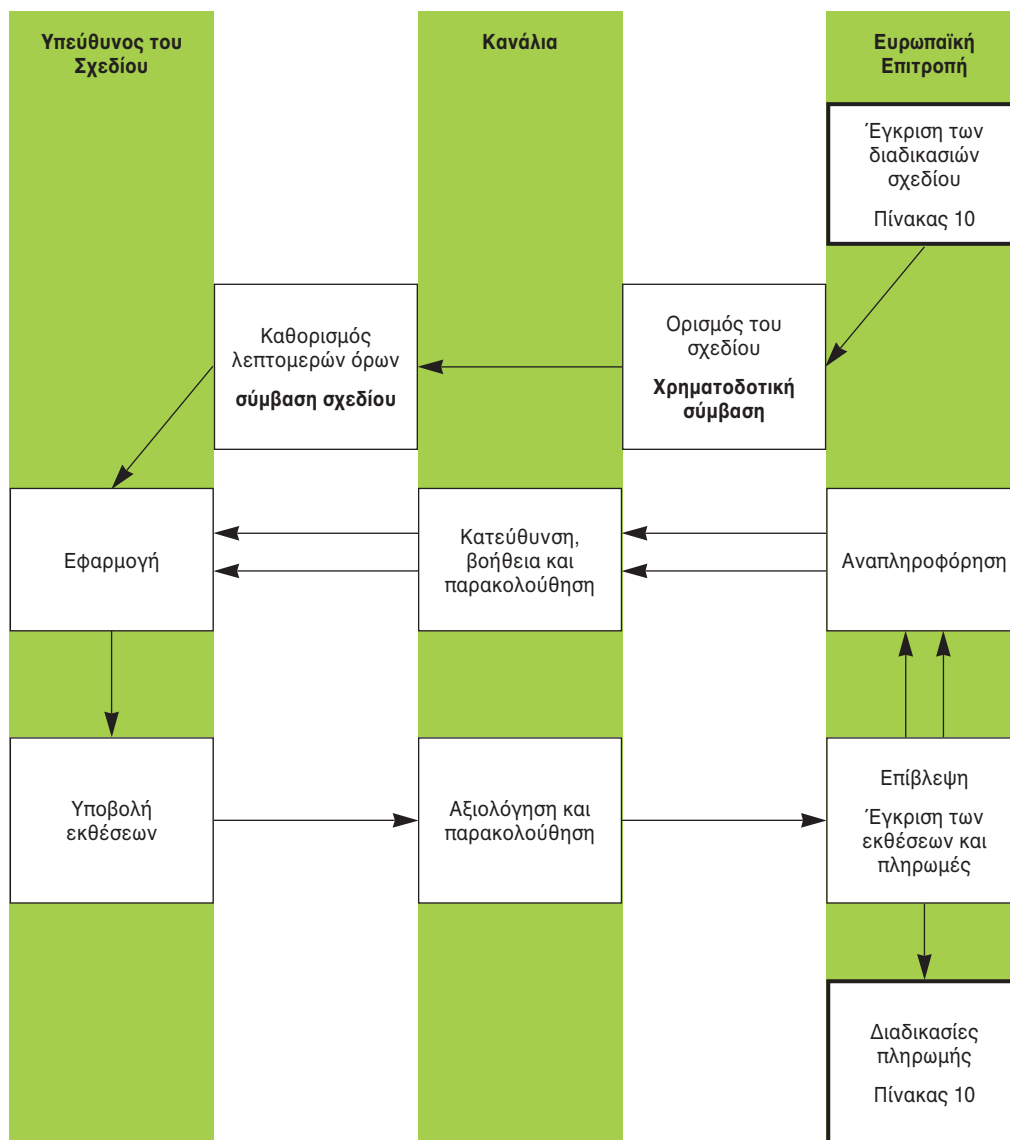 Υπεύθυνος του
Σχεδίου
Κανάλια
Ευρωπαϊκή
Επιτροπή
Έγκριση των
διαδικασιών
σχεδίου
Πίνακας 10
Καθορισμός
λεπτομερών όρων
σύμβαση σχεδίου
Ορισμός του
σχεδίου
Χρηματοδοτική
σύμβαση
Εφαρμογή
Κατεύθυνση,
βοήθεια και
παρακολούθηση
Αναπληροφόρηση
Υποβολή
εκθέσεων
Αξιολόγηση και
παρακολούθηση
Επίβλεψη
Έγκριση των
εκθέσεων και
πληρωμές
Διαδικασίες
πληρωμής
Πίνακας 10